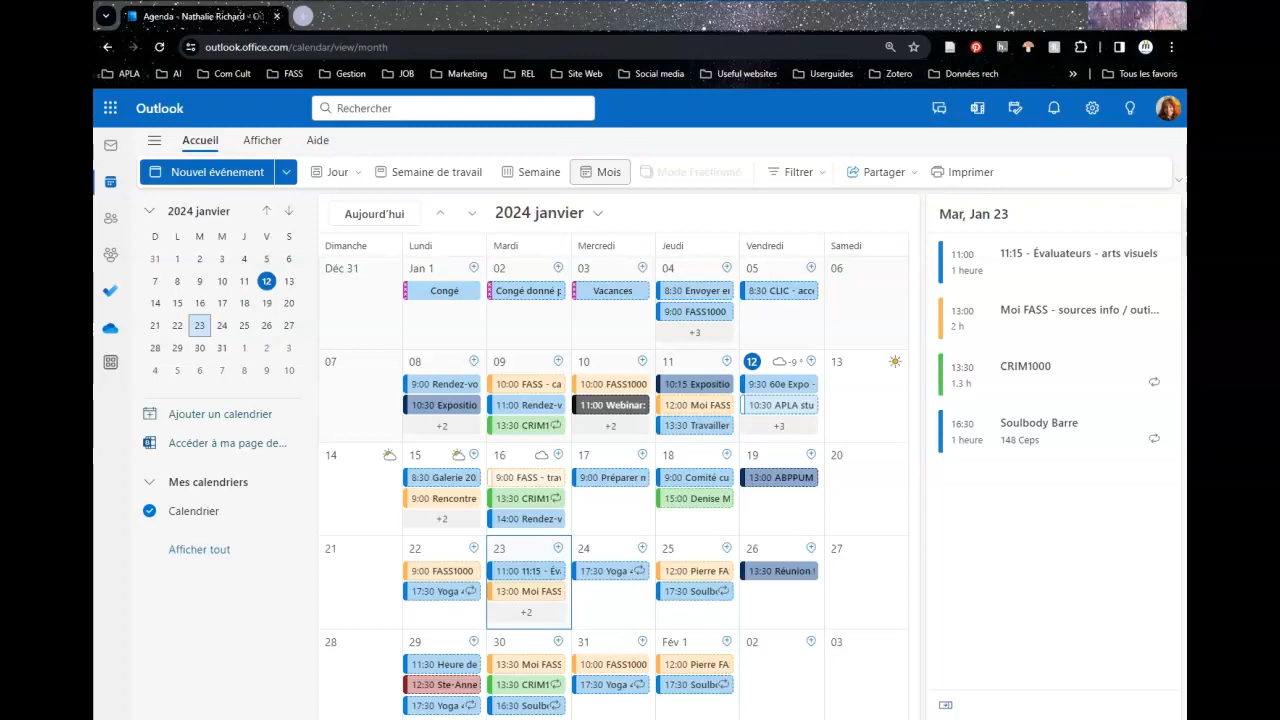 Agenda - Nathalie Richard - O
outlook.office.com/calendar/view/month
APLA AI Com Cult FASS Gestion JOB Marketing REL Site Web Social media Useful websites Userguides Zotero Données rech » Tous les favoris
Outlook
Rechercher
Accueil Afficher Aide
Nouvel événement Jour Semaine de travail Semaine Mois Mode fractionné Filtrer Partager Imprimer
2024 janvier
D L M M J V S
31 1 2 3 4 5 6
7 8 9 10 11 12 13
14 15 16 17 18 19 20
21 22 23 24 25 26 27
28 29 30 31 1 2 3
4 5 6 7 8 9 10
Ajouter un calendrier
Accéder à ma page de...
Mes calendriers
Calendrier
Afficher tout
Aujourd'hui 2024 janvier
Dimanche Lundi Mardi Mercredi Jeudi Vendredi Samedi
Déc 31 Jan 1 02 03 04 05 06
Congé Congé donné p Vacances 8:30 Envoyer e 8:30 CLIC - acc
9:00 FASS1000
+3
07 08 09 10 11 12 -9° 13
9:00 Rendez-vo 10:00 FASS - ca 10:00 FASS1000 10:15 Expositio 9:30 60e Expo -
10:30 Expositio 11:00 Rendez-v 11:00 Webinar: 12:00 Moi FASS 10:30 APLA stu
+2 13:30 CRIM1 +2 13:30 Travailler +3
14 15 16 17 18 19 20
8:30 Galerie 20 9:00 FASS - trav 9:00 Préparer n 9:00 Comité cu 13:00 ABPPUM
9:00 Rencontre 13:30 CRIM1 15:00 Denise M
+2 14:00 Rendez-v
21 22 23 24 25 26 27
9:00 FASS1000 11:00 11:15 - Év 17:30 Yoga 12:00 Pierre FA 13:30 Réunion
17:30 Yoga 13:00 Moi FASS 17:30 Soulb
+2
28 29 30 31 Fév 1 02 03
11:30 Heure de 13:30 Moi FASS 10:00 FASS1000 12:00 Pierre FA
12:30 Ste-Anne 13:30 CRIM1 17:30 Yoga 17:30 Soulb
17:30 Yoga 16:30 Soulb
Mar, Jan 23
11:00 11:15 - Évaluateurs - arts visuels
1 heure
13:00 Moi FASS - sources info / outi...
2 h
13:30 CRIM1000
1.3 h
16:30 Soulbody Barre
1 heure 148 Ceps